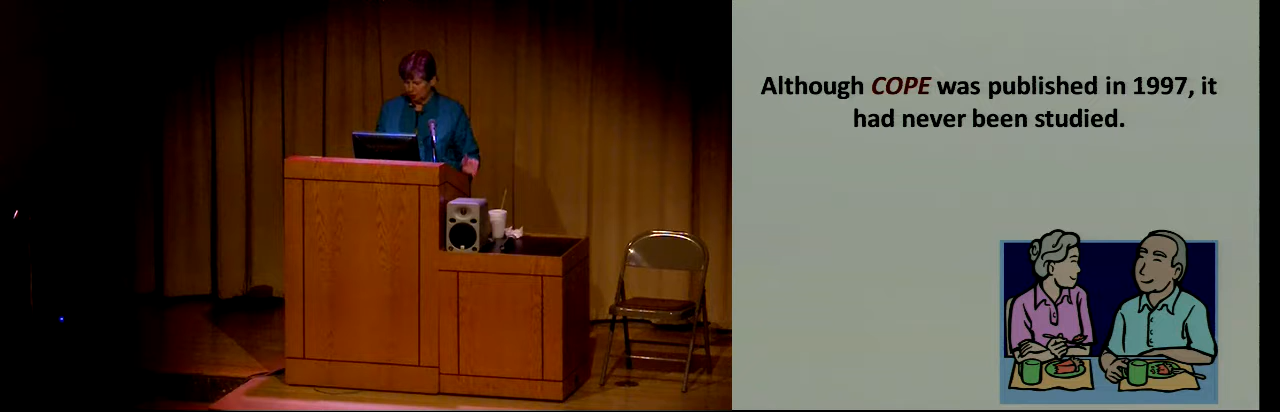 Although COPE was published in 1997, it
had never been studied.